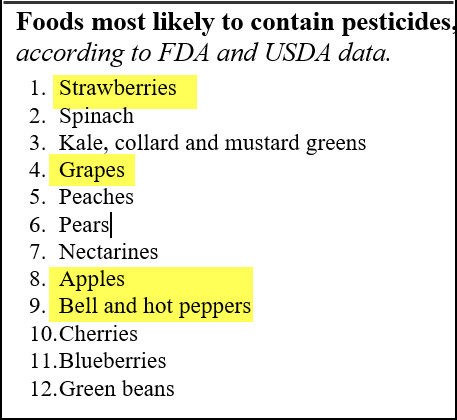 Foods most likely to contain pesticides,
according to FDA and USDA data.
1. Strawberries
2. Spinach
3. Kale, collard and mustard greens
4. Grapes
5. Peaches
6. Pears
7. Nectarines
8. Apples
9. Bell and hot peppers
10. Cherries
11. Blueberries
12. Green beans